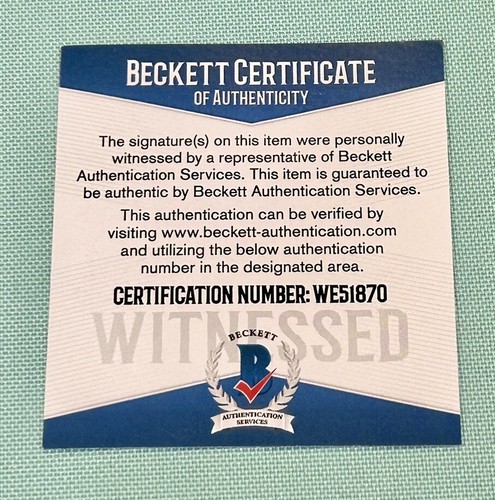 BECKETT CERTIFICATE
OF AUTHENTICITY
The signature(s) on this item were personally
witnessed by a representative of Beckett
Authentication Services. This item is guaranteed to
be authentic by Beckett Authentication Services.
This authentication can be verified by
visiting www.beckett-authentication.com
and utilizing the below authentication
number in the designated area.
CERTIFICATION NUMBER: WE51870
WITNESSED
BECKETT
B
AUTHENTICATION
SERVICES